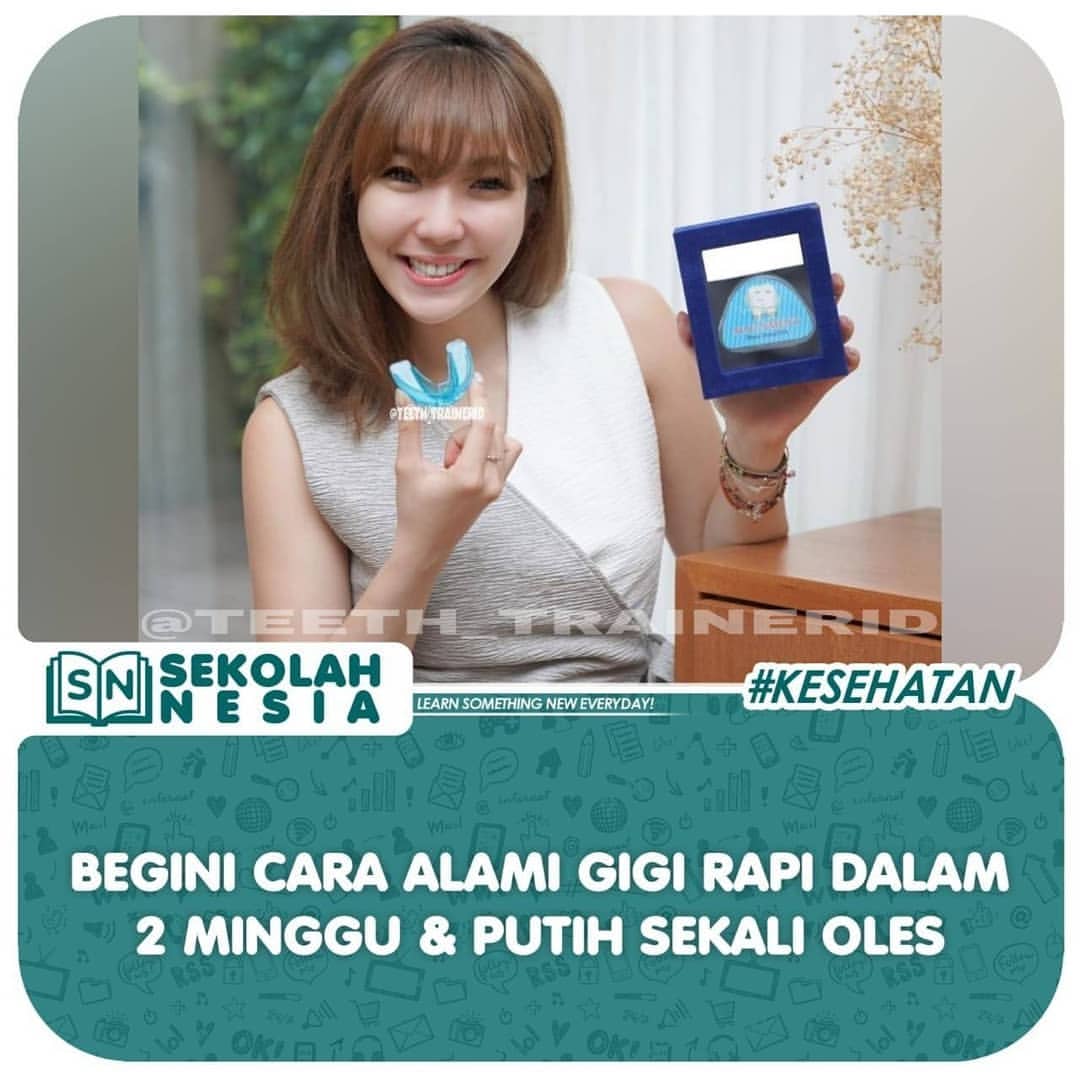 @TEETH_TRAINERID
@TEETH_TRAINERID
SN
SEKOLAH
NESIA
LEARN SOMETHING NEW EVERYDAY!
#KESEHATAN
BEGINI CARA ALAMI GIGI RAPI DALAM
2 MINGGU & PUTIH SEKALI OLES